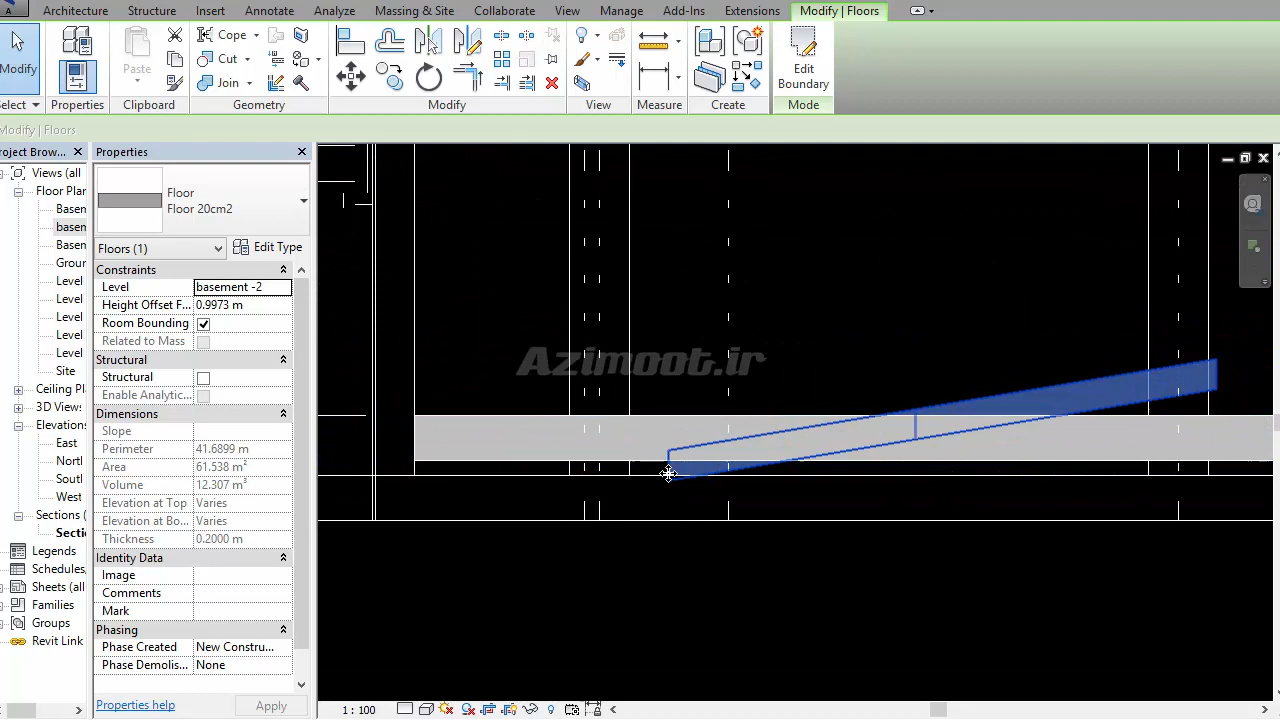 Architecture Structure Insert Annotate Analyze Massing & Site Collaborate View Manage Add-Ins Extensions Modify | Floors
Modify
Select
Properties
Paste
Clipboard
Cope
Cut
Join
Geometry
Modify
View
Measure
Create
Edit
Boundary
Mode
Modify | Floors
roject Brow...
Views (all
Floor Plan
Basen
basen
Basen
Grour
Level
Level
Level
Level
Level
Site
Ceiling Pl
3D Views
Elevations
East
North
South
West
Sections (
Sectio
Legends
Schedules,
Sheets (all
Families
Groups
Revit Link
Properties
Floor
Floor 20cm2
Floors (1)
Edit Type
Constraints
Level basement -2
Height Offset F... 0.9973 m
Room Bounding
Related to Mass
Structural
Structural
Enable Analytic...
Dimensions
Slope
Perimeter 41.6899 m
Area 61.538 m²
Volume 12.307 m³
Elevation at Top Varies
Elevation at Bo... Varies
Thickness 0.2000 m
Identity Data
Image
Comments
Mark
Phasing
Phase Created New Constru...
Phase Demolis... None
Properties help
Apply
Azimoot.ir
1 : 100